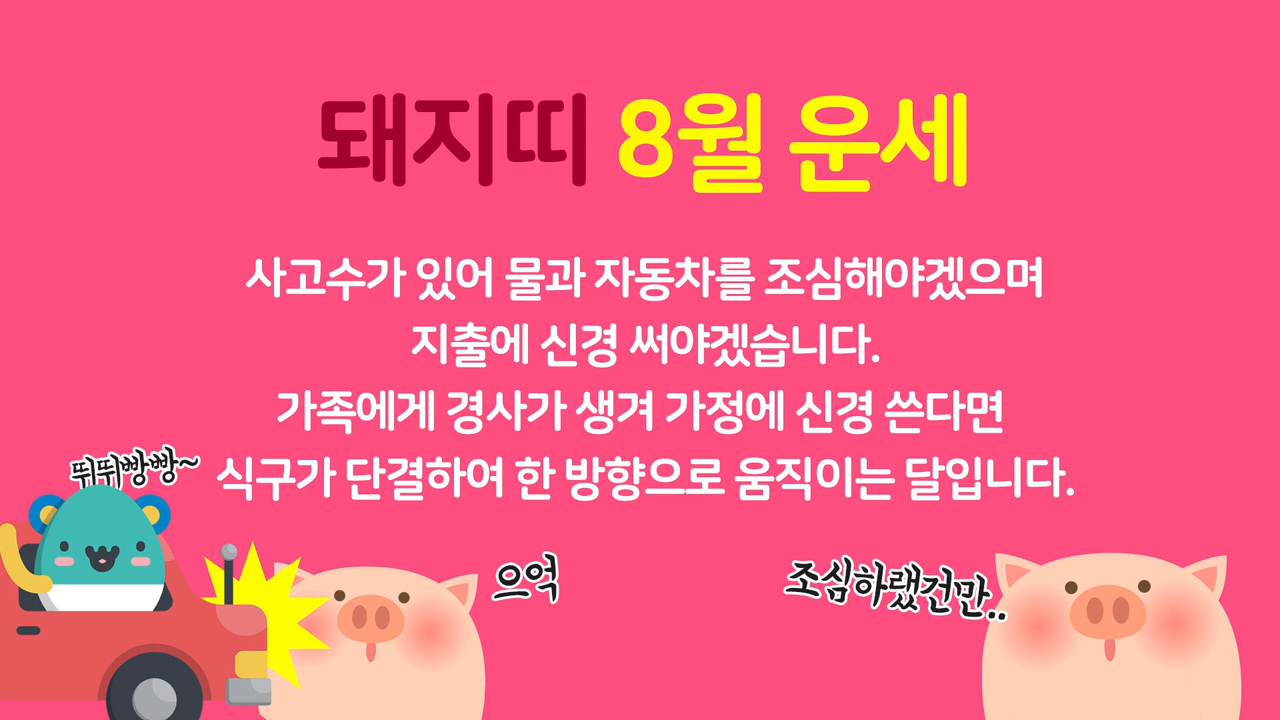 돼지띠 8월 운세
사고수가 있어 물과 자동차를 조심해야겠으며
지출에 신경 써야겠습니다.
가족에게 경사가 생겨 가정에 신경 쓴다면
식구가 단결하여 한 방향으로 움직이는 달입니다.
뛰뛰빵빵~
으억
조심하랬건만..